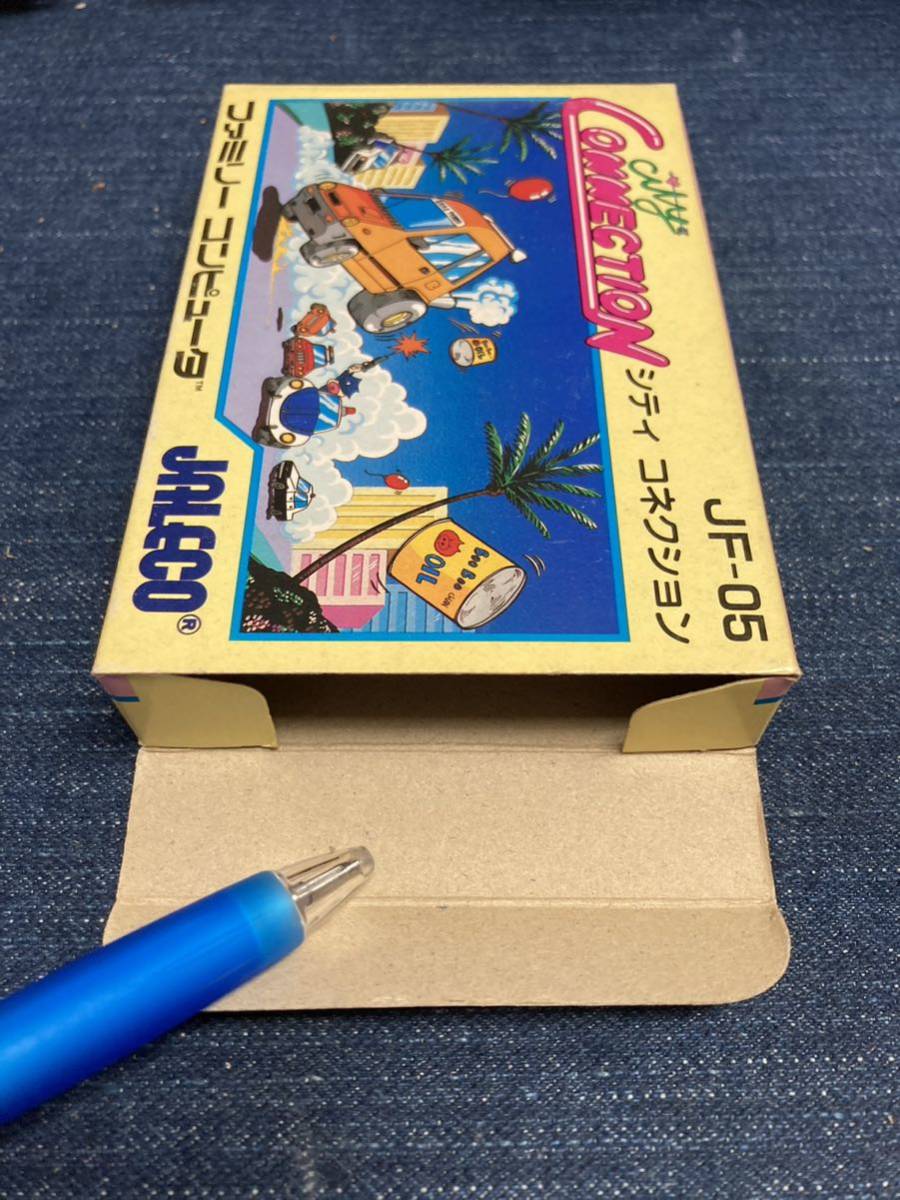 JF-05
City
CONNECTION
シティ コネクション
OIL
Boo Boo
OIL
ファミリー コンピュータ™
JALECO®